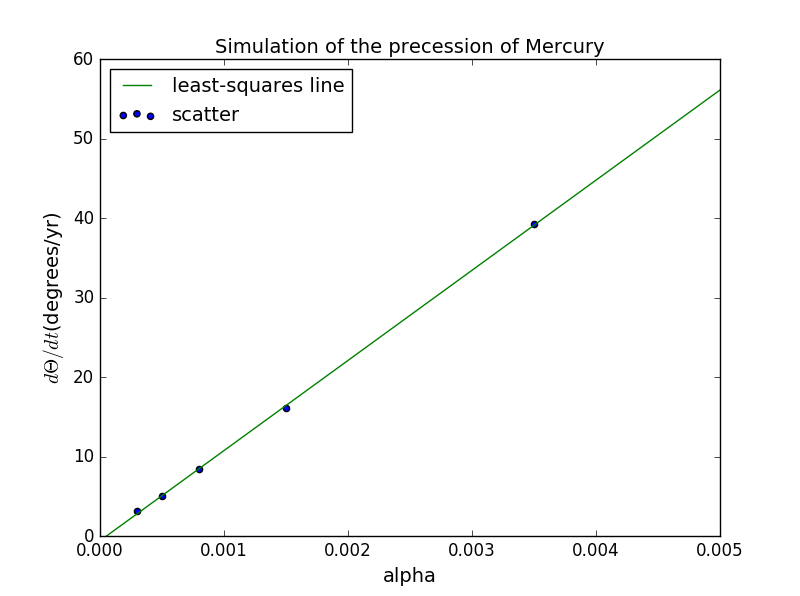 Simulation of the precession of Mercury
least-squares line
scatter
60
50
40
30
20
10
0
dΘ/dt(degrees/yr)
0.000 0.001 0.002 0.003 0.004 0.005
alpha